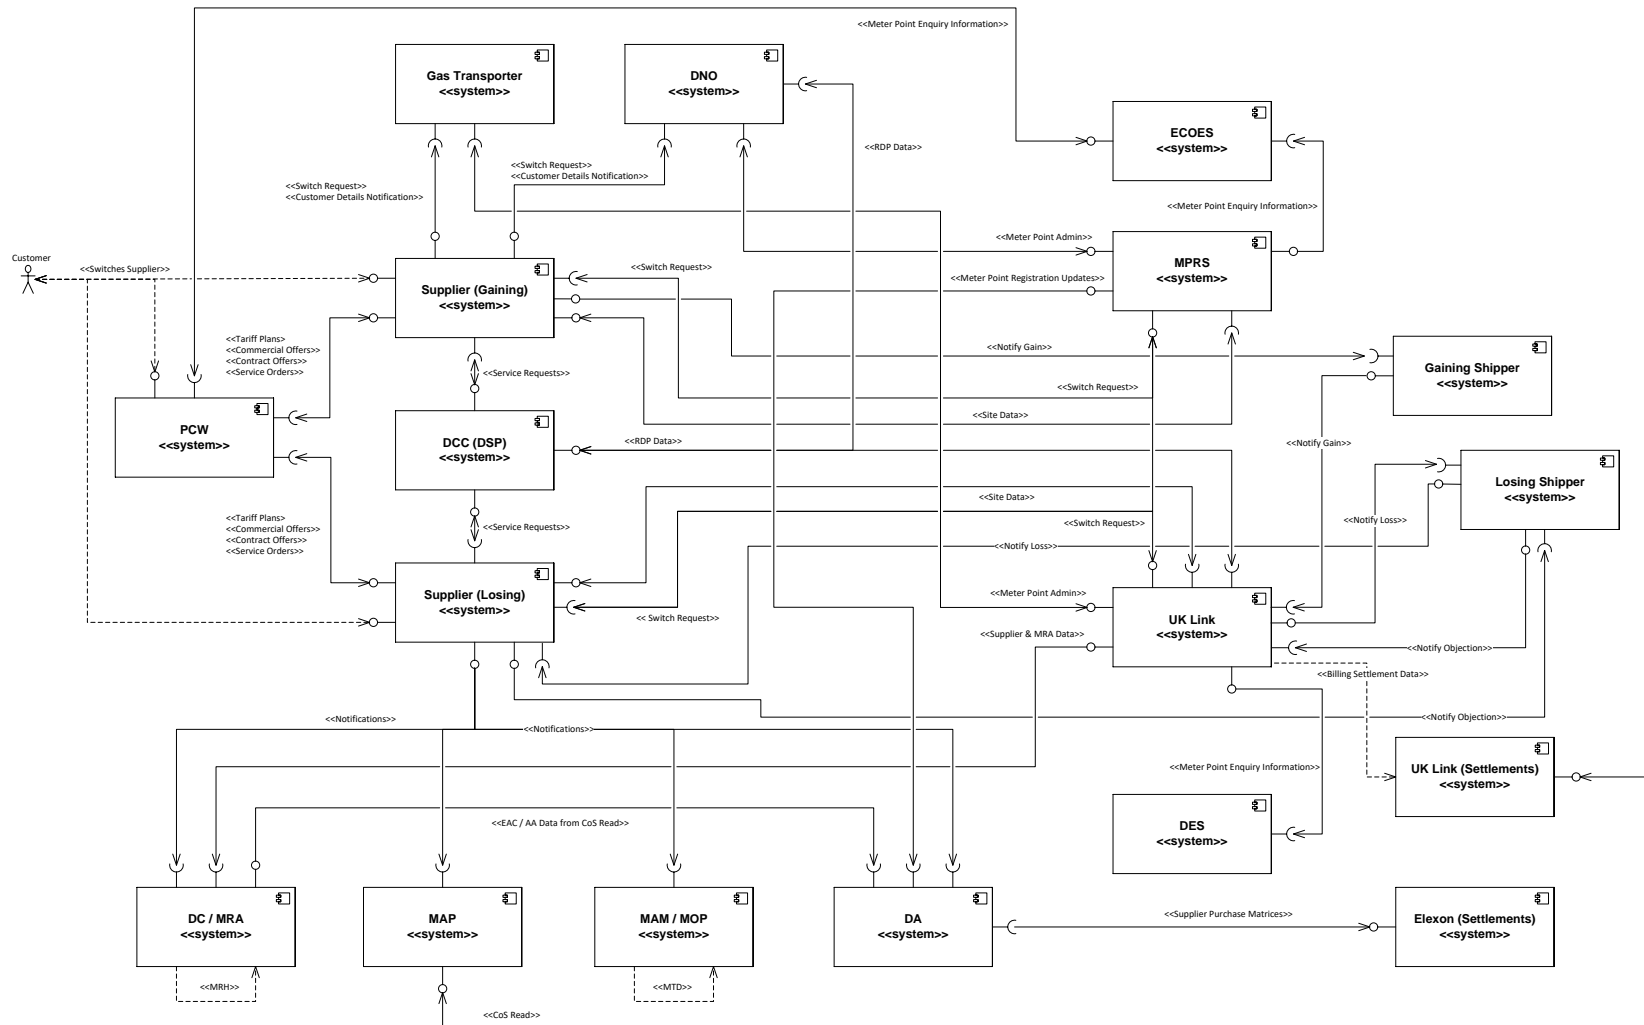 <<Meter Point Enquiry Information>>
Gas Transporter
<<system>>
DNO
<<system>>
ECOES
<<system>>
<<RDP Data>>
<<Switch Request>>
<<Customer Details Notification>>
<<Switch Request>>
<<Customer Details Notification>>
<<Meter Point Enquiry Information>>
<<Meter Point Admin>>
MPRS
<<system>>
Customer
<<Switches Supplier>>
<<Switch Request>>
<<Meter Point Registration Updates>>
Supplier (Gaining)
<<system>>
<<Tariff Plans>
<<Commercial Offers>>
<<Contract Offers>>
<<Service Orders>>
<<Notify Gain>>
Gaining Shipper
<<system>>
<<Service Requests>>
<<Switch Request>>
<<Site Data>>
PCW
<<system>>
DCC (DSP)
<<system>>
<<RDP Data>>
<<Notify Gain>>
Losing Shipper
<<system>>
<<Site Data>>
<<Tariff Plans>
<<Commercial Offers>>
<<Contract Offers>>
<<Service Orders>>
<<Service Requests>>
<<Switch Request>>
<<Notify Loss>>
<<Notify Loss>>
Supplier (Losing)
<<system>>
<<Meter Point Admin>>
<< Switch Request>>
UK Link
<<system>>
<<Supplier & MRA Data>>
<<Notify Objection>>
<<Billing Settlement Data>>
<<Notifications>>
<<Notifications>>
<<Notify Objection>>
<<Meter Point Enquiry Information>>
UK Link (Settlements)
<<system>>
<<EAC / AA Data from CoS Read>>
DES
<<system>>
DC / MRA
<<system>>
MAP
<<system>>
MAM / MOP
<<system>>
DA
<<system>>
<<Supplier Purchase Matrices>>
Elexon (Settlements)
<<system>>
<<MRH>>
<<MTD>>
<<CoS Read>>